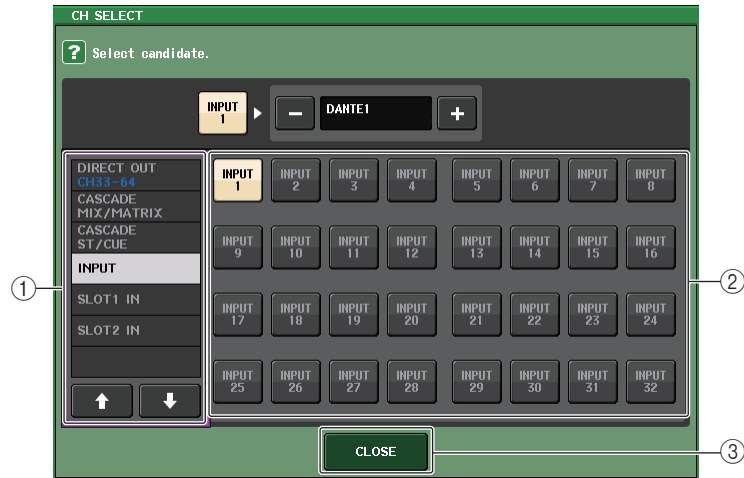 CH SELECT
? Select candidate.
INPUT
1
−
DANTE1
+
DIRECT OUT
CH33-64
CASCADE
MIX/MATRIX
CASCADE
ST/CUE
INPUT
SLOT1 IN
SLOT2 IN
INPUT INPUT INPUT INPUT INPUT INPUT INPUT INPUT
1 2 3 4 5 6 7 8
INPUT INPUT INPUT INPUT INPUT INPUT INPUT INPUT
9 10 11 12 13 14 15 16
INPUT INPUT INPUT INPUT INPUT INPUT INPUT INPUT
17 18 19 20 21 22 23 24
INPUT INPUT INPUT INPUT INPUT INPUT INPUT INPUT
25 26 27 28 29 30 31 32
CLOSE
1
2
3